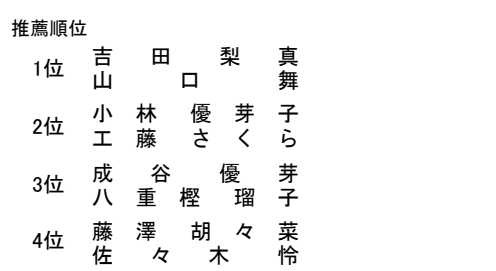 推薦順位
1位 吉田 梨真
山口 舞
2位 小林 優芽子
工藤 さくら
3位 成谷 優芽
八重樫 瑠子
4位 藤澤 胡々菜
佐々木 怜